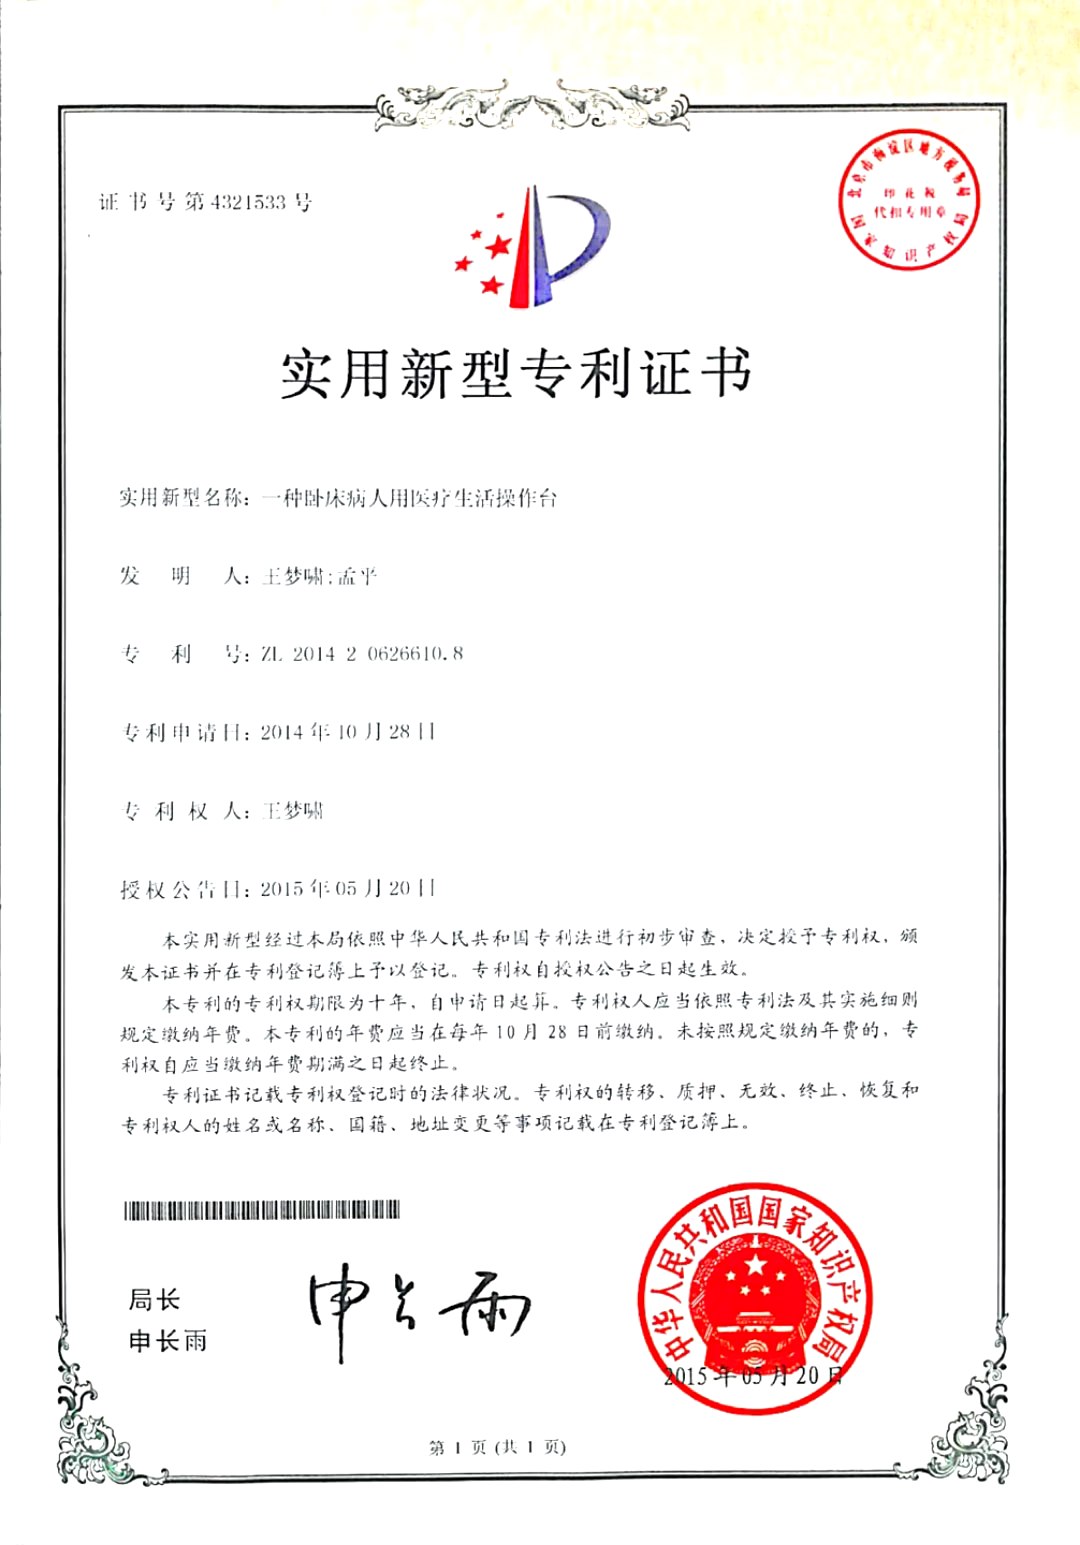 证书号第4321533号
北京市海淀区地方税务局
印花税
代扣专用章
国家知识产权局
实用新型专利证书
实用新型名称：一种卧床病人用医疗生活操作台
发明人：王梦啸;孟平
专利号：ZL 2014 2 0626610.8
专利申请日：2014年10月28日
专利权人：王梦啸
授权公告日：2015年05月20日
本实用新型经过本局依照中华人民共和国专利法进行初步审查，决定授予专利权，颁
发本证书并在专利登记簿上予以登记。专利权自授权公告之日起生效。
本专利的专利权期限为十年，自申请日起算。专利权人应当依照专利法及其实施细则
规定缴纳年费。本专利的年费应当在每年10月28日前缴纳。未按照规定缴纳年费的，专
利权自应当缴纳年费期满之日起终止。
专利证书记载专利权登记时的法律状况。专利权的转移、质押、无效、终止、恢复和
专利权人的姓名或名称、国籍、地址变更等事项记载在专利登记簿上。
局长
申长雨
申长雨
中华人民共和国国家知识产权局
2015年05月20日
第1页(共1页)